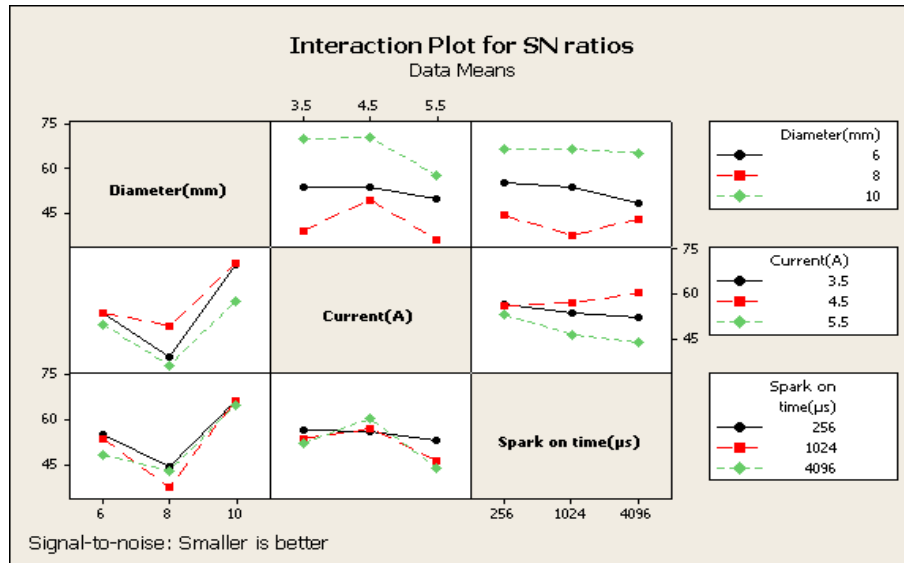 Interaction Plot for SN ratios
Data Means
3.5 4.5 5.5
75
60
45
Diameter(mm)
Diameter(mm)
6
8
10
Current(A)
75
60
45
Current(A)
3.5
4.5
5.5
75
60
45
Spark on time(μs)
Spark on
time(μs)
256
1024
4096
6 8 10
256 1024 4096
Signal-to-noise: Smaller is better